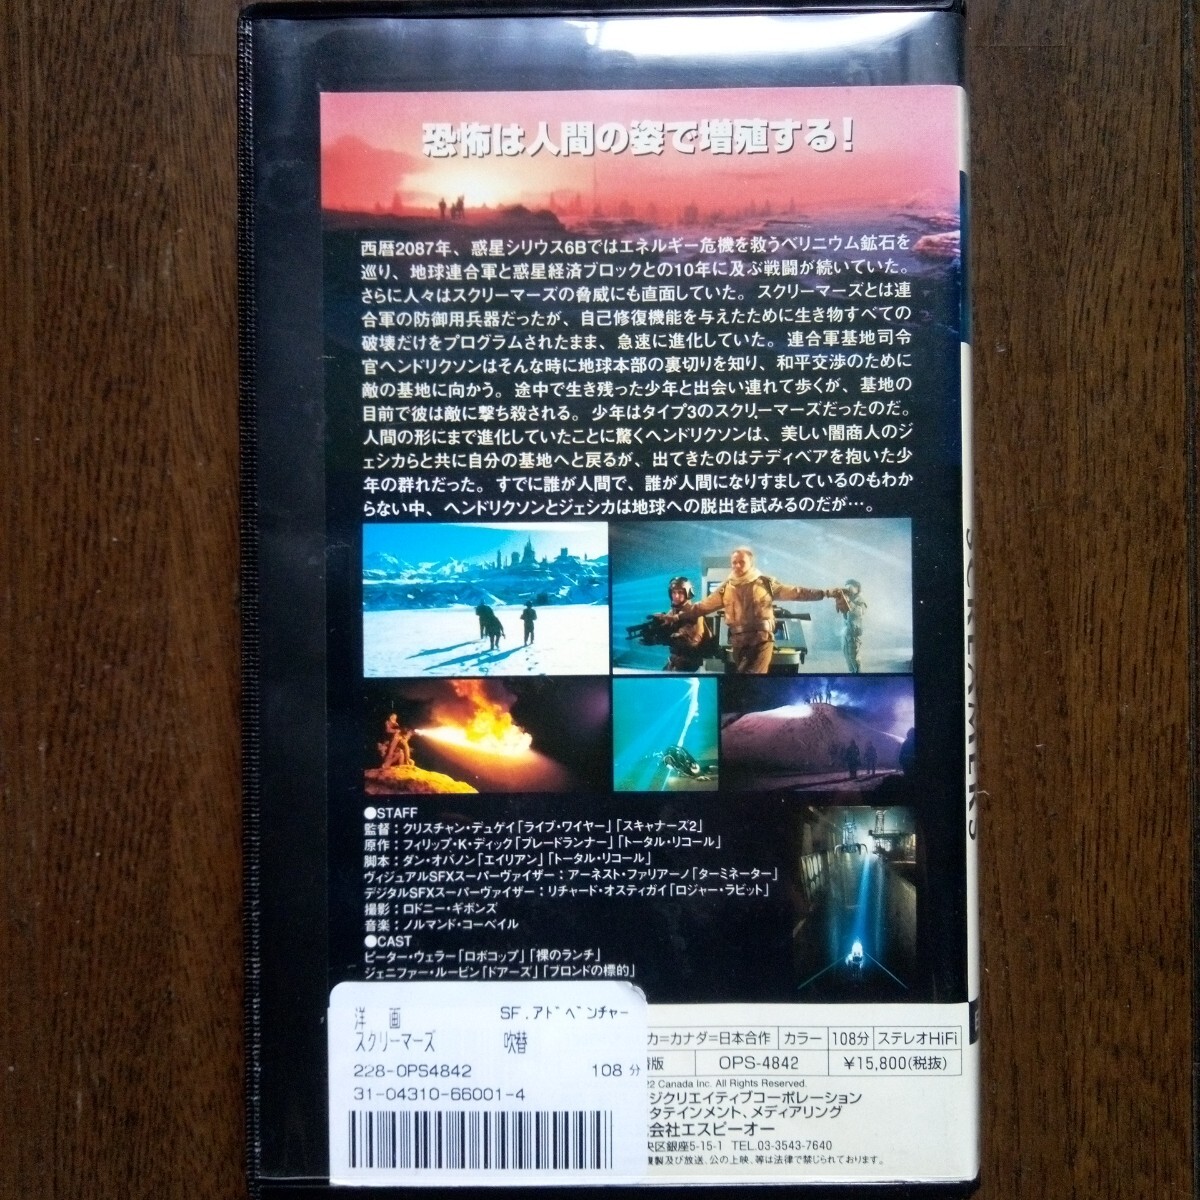 恐怖は人間の姿で増殖する!
西暦2087年、惑星シリウス6Bではエネルギー危機を救うベリニウム鉱石を
巡り、地球連合軍と惑星経済ブロックとの10年に及ぶ戦闘が続いていた。
さらに人々はスクリーマーズの脅威にも直面していた。スクリーマーズとは連
合軍の防御用兵器だったが、自己修復機能を与えたために生き物すべての
破壊だけをプログラムされたまま、急速に進化していた。連合軍基地司令
官ヘンドリクソンはそんな時に地球本部の裏切りを知り、和平交渉のために
敵の基地に向かう。途中で生き残った少年と出会い連れて歩くが、基地の
目前で彼は敵に撃ち殺される。少年はタイプ3のスクリーマーズだったのだ。
人間の形にまで進化していたことに驚くヘンドリクソンは、美しい闇商人のジ
ェシカらと共に自分の基地へと戻るが、出てきたのはテディベアを抱いた少
年の群れだった。すでに誰が人間で、誰が人間になりすましているのもわか
らない中、ヘンドリクソンとジェシカは地球への脱出を試みるのだが…。
SCREAMERS
●STAFF
監督：クリスチャン・デュゲイ「ライブ・ワイヤー」「スキャナーズ2」
原作：フィリップ・K・ディック「ブレードランナー」「トータル・リコール」
脚本：ダン・オバノン「エイリアン」「トータル・リコール」
ヴィジュアルSFXスーパーヴァイザー：アーネスト・ファリアーノ「ターミネーター」
デジタルSFXスーパーヴァイザー：リチャード・オスティガイ「ロジャー・ラビット」
撮影：ロドニー・ギボンズ
音楽：ノルマンド・コーベイル
●CAST
ピーター・ウェラー「ロボコップ」「裸のランチ」
ジェニファー・ルービン「ドアーズ」「ブロンドの標的」
洋　画 SF.アドベンチャー
スクリーマーズ 吹替
228-OPS4842 108分
31-04310-66001-4
カ=カナダ=日本合作 カラー 108分 ステレオHiFi
版 OPS-4842 ￥15,800(税抜)
22 Canada Inc. All Rights Reserved.
ジクリエイティブコーポレーション
タテインメント、メディアリング
会社エスピーオー
央区銀座5-15-1 TEL.03-3543-7640
複製及び放送、公の上映、等は法律で禁じられております。